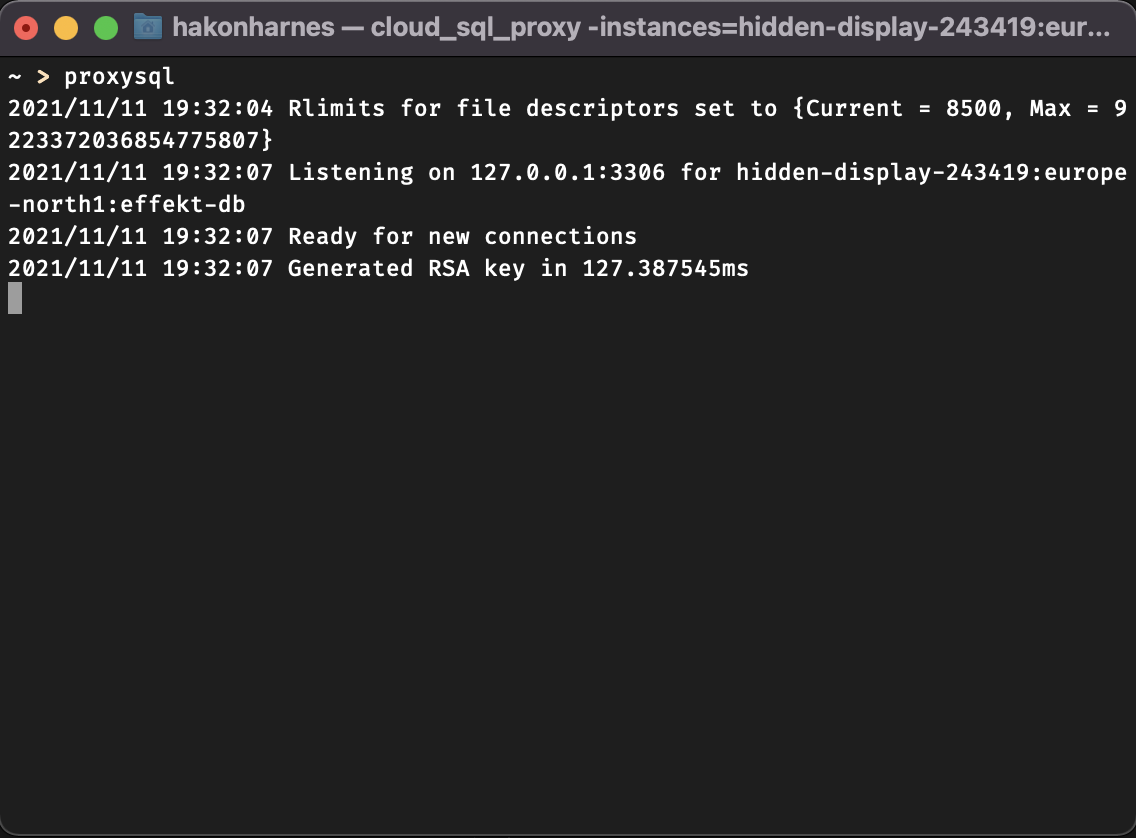 hakonharnes — cloud_sql_proxy -instances=hidden-display-243419:eur...
~ > proxysql
2021/11/11 19:32:04 Rlimits for file descriptors set to {Current = 8500, Max = 9
223372036854775807}
2021/11/11 19:32:07 Listening on 127.0.0.1:3306 for hidden-display-243419:europe
-north1:effekt-db
2021/11/11 19:32:07 Ready for new connections
2021/11/11 19:32:07 Generated RSA key in 127.387545ms